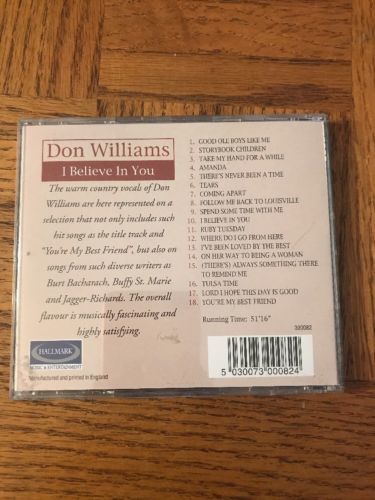 Don Williams
I Believe In You
The warm country vocals of Don
Williams are here represented on a
selection that not only includes such
hit songs as the title track and
"You're My Best Friend", but also on
songs from such diverse writers as
Burt Bacharach, Buffy St. Marie
and Jagger-Richards. The overall
flavour is musically fascinating and
highly satisfying.
HALLMARK
MUSIC & ENTERTAINMENT
Manufactured and printed in England
1. GOOD OLE BOYS LIKE ME
2. STORYBOOK CHILDREN
3. TAKE MY HAND FOR A WHILE
4. AMANDA
5. THERE'S NEVER BEEN A TIME
6. TEARS
7. COMING APART
8. FOLLOW ME BACK TO LOUISVILLE
9. SPEND SOME TIME WITH ME
10. I BELIEVE IN YOU
11. RUBY TUESDAY
12. WHERE DO I GO FROM HERE
13. I'VE BEEN LOVED BY THE BEST
14. ON HER WAY TO BEING A WOMAN
15. (THERE'S) ALWAYS SOMETHING THERE
TO REMIND ME
16. TULSA TIME
17. LORD I HOPE THIS DAY IS GOOD
18. YOU'RE MY BEST FRIEND
Running Time: 51'16"
300082
5 030073 000824